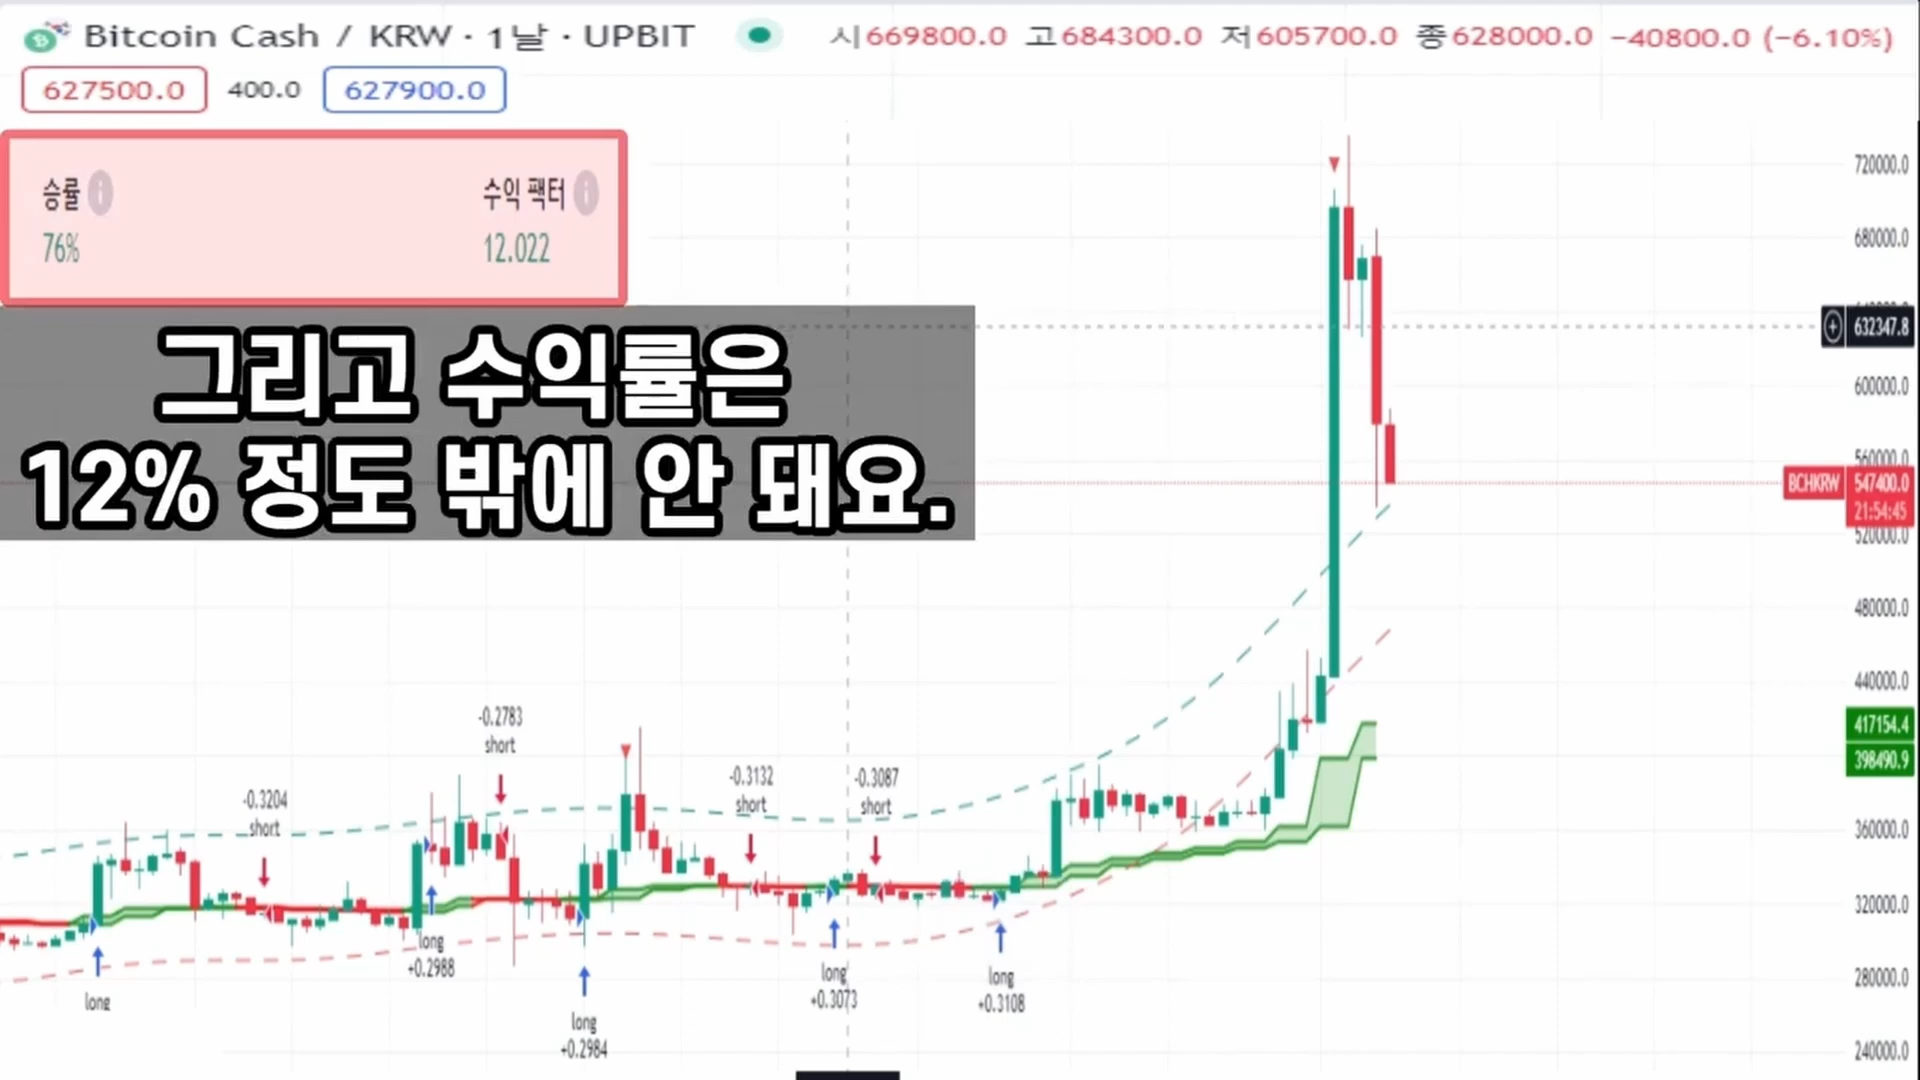 Bitcoin Cash / KRW · 1날 · UPBIT 시669800.0 고684300.0 저605700.0 종628000.0 −40800.0 (−6.10%)
627500.0 400.0 627900.0
승률 수익 팩터
76% 12.022
그리고 수익률은
12% 정도 밖에 안 돼요.
720000.0
680000.0
632347.8
600000.0
560000.0
BCHKRW 547400.0
21:54:45
520000.0
480000.0
440000.0
417154.4
398490.9
360000.0
320000.0
280000.0
240000.0
-0.3204
short
-0.2783
short
-0.3132
short
-0.3087
short
long
long
+0.2988
long
+0.2984
long
+0.3073
long
+0.3108